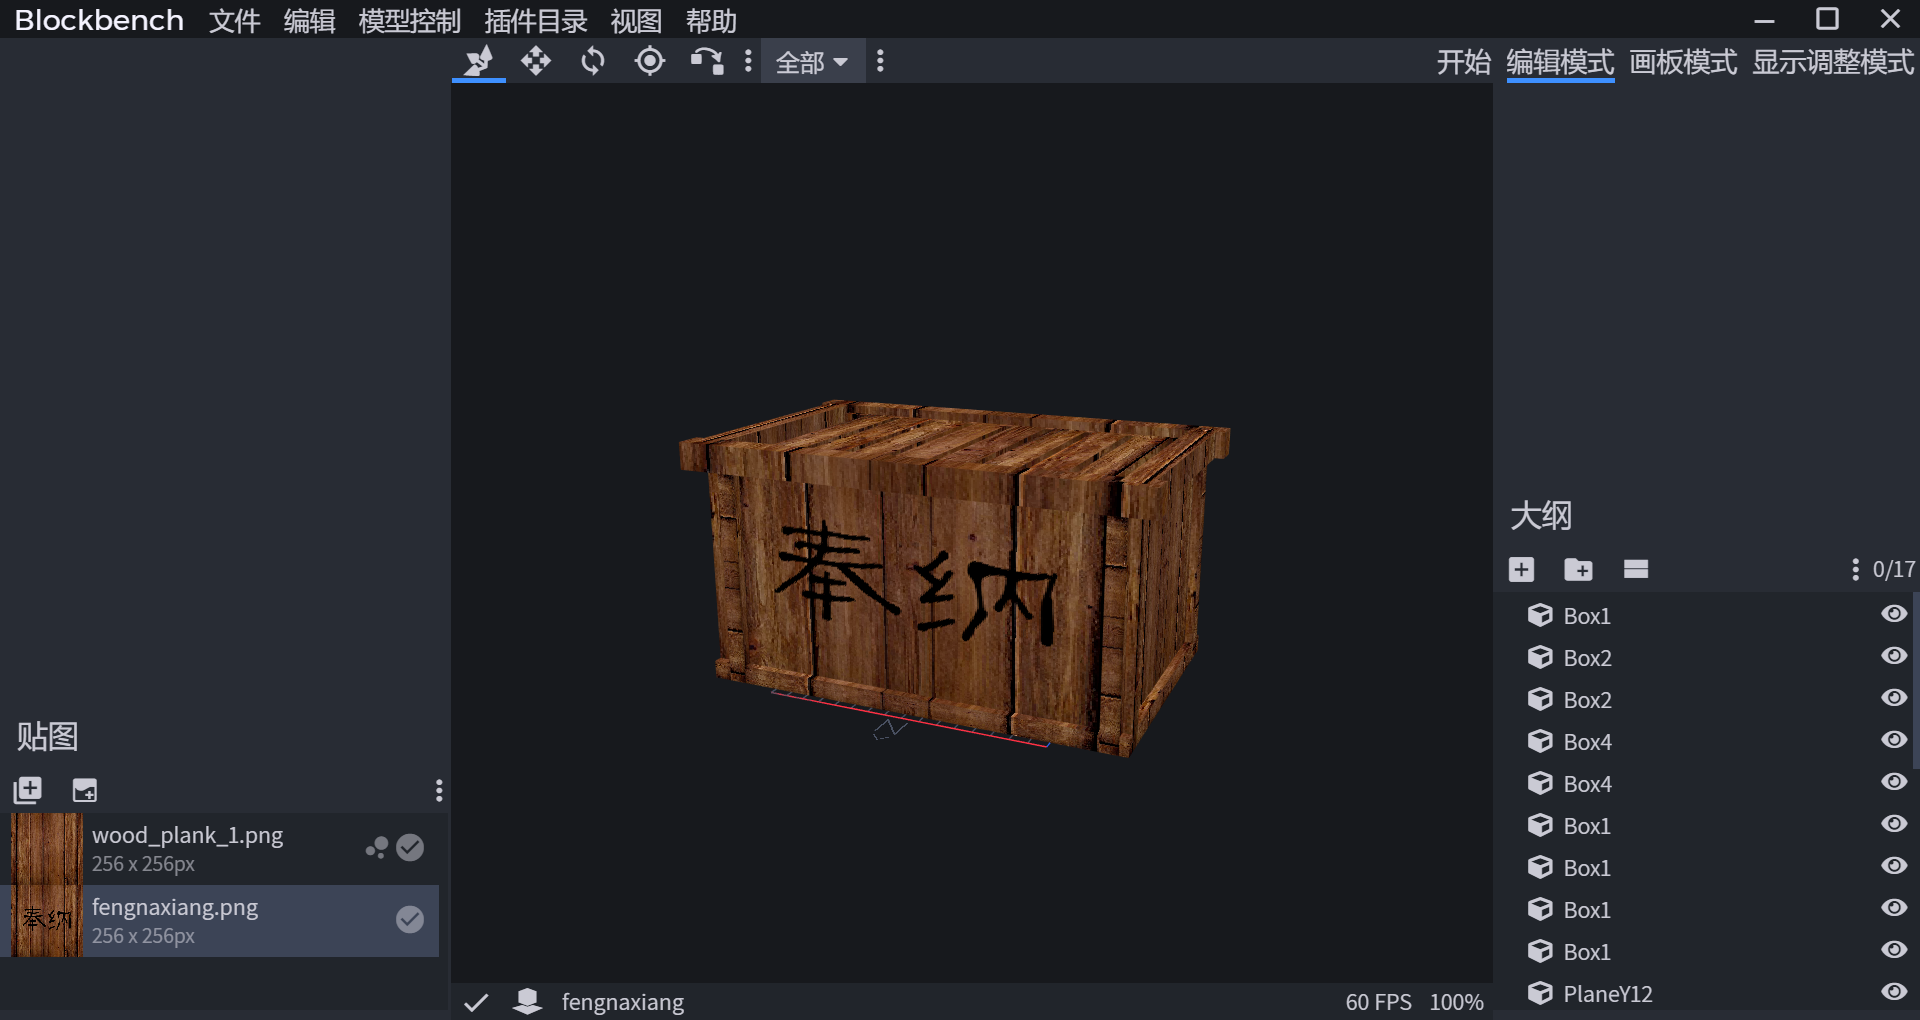 Blockbench 文件 编辑 模型控制 插件目录 视图 帮助
全部
开始 编辑模式 画板模式 显示调整模式
奉纳
贴图
wood_plank_1.png
256 x 256px
奉纳
fengnaxiang.png
256 x 256px
大纲
0/17
Box1
Box2
Box2
Box4
Box4
Box1
Box1
Box1
Box1
PlaneY12
fengnaxiang
60 FPS 100%